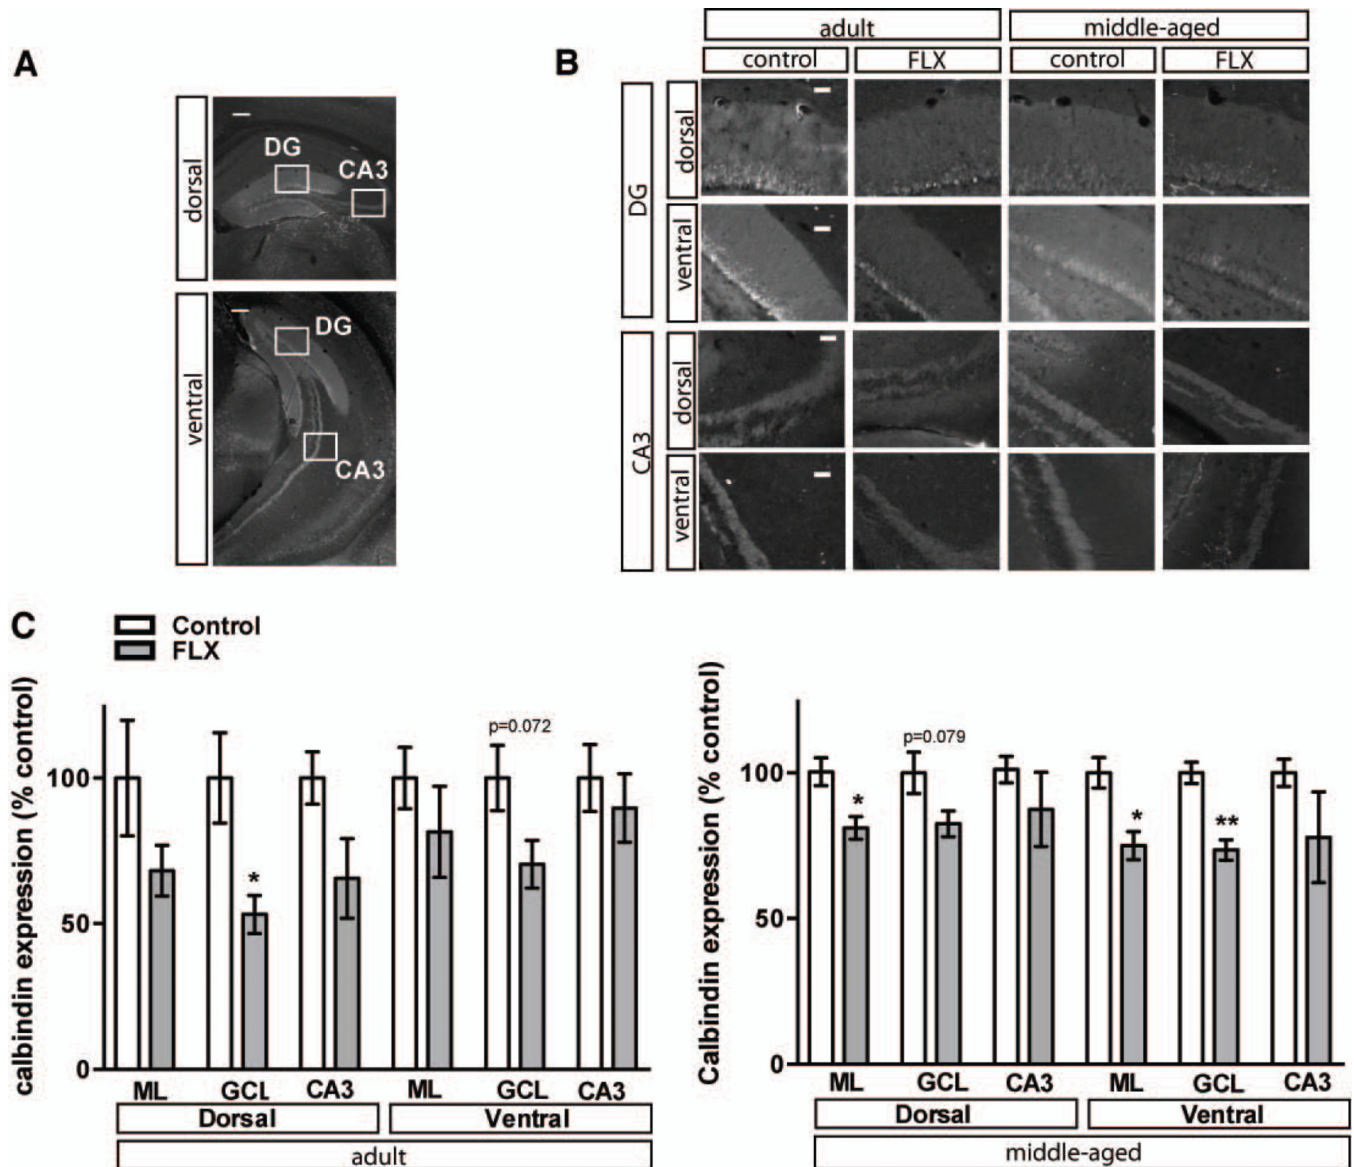 A
dorsal
DG
CA3
ventral
DG
CA3
B
adult
middle-aged
control
FLX
control
FLX
DG
dorsal
ventral
CA3
dorsal
ventral
C
Control
FLX
calbindin expression (% control)
100
50
0
*
p=0.072
ML
GCL
CA3
ML
GCL
CA3
Dorsal
Ventral
adult
Calbindin expression (% control)
100
50
0
*
p=0.079
*
**
ML
GCL
CA3
ML
GCL
CA3
Dorsal
Ventral
middle-aged